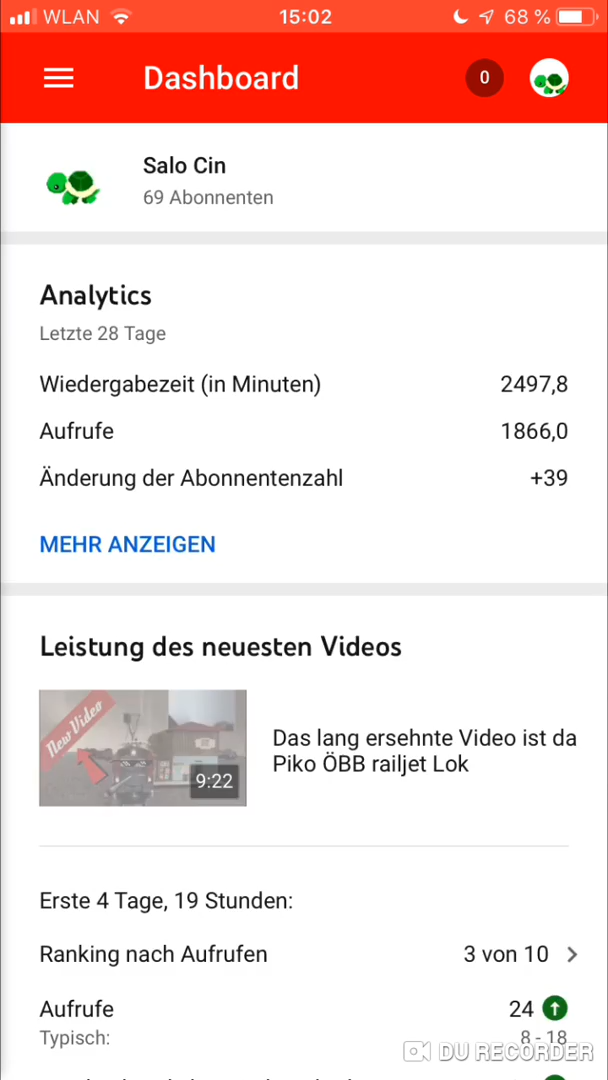 WLAN 15:02 68 %
Dashboard 0
Salo Cin
69 Abonnenten
Analytics
Letzte 28 Tage
Wiedergabezeit (in Minuten) 2497,8
Aufrufe 1866,0
Änderung der Abonnentenzahl +39
MEHR ANZEIGEN
Leistung des neuesten Videos
New Video
9:22
Das lang ersehnte Video ist da
Piko ÖBB railjet Lok
Erste 4 Tage, 19 Stunden:
Ranking nach Aufrufen 3 von 10
Aufrufe 24
Typisch: 8 - 18
DU RECORDER